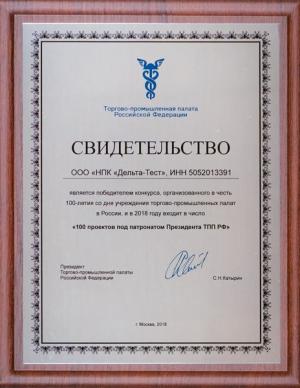 Торгово-промышленная палата
Российской Федерации
СВИДЕТЕЛЬСТВО
ООО «НПК «Дельта-Тест», ИНН 5052013391
является победителем конкурса, организованного в честь
100-летия со дня учреждения торгово-промышленных палат
в России, и в 2018 году входит в число
«100 проектов под патронатом Президента ТПП РФ»
Президент
Торгово-промышленной палаты
Российской Федерации
С.Н.Катырин
г. Москва, 2018